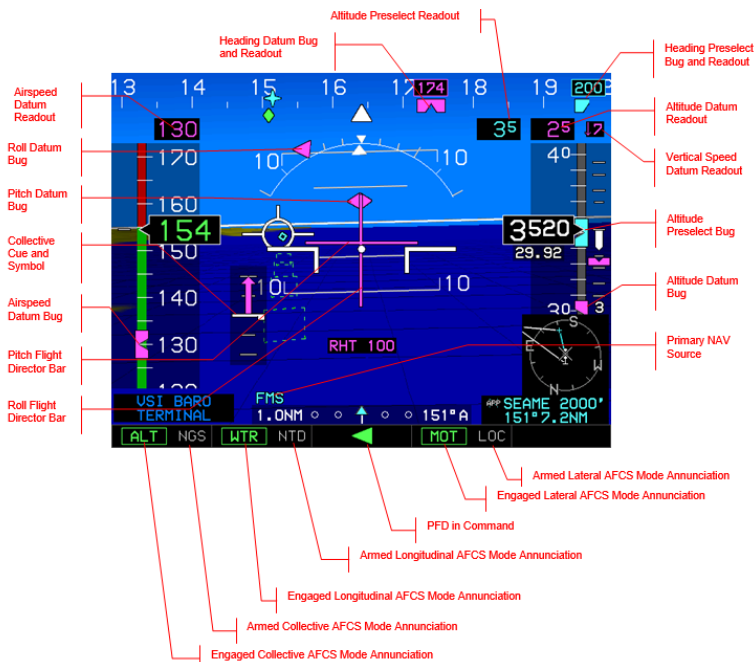 Altitude Preselect Readout
Heading Datum Bug
and Readout
Heading Preselect
Bug and Readout
Airspeed
Datum
Readout
Roll Datum
Bug
Pitch Datum
Bug
Collective
Cue and
Symbol
Airspeed
Datum Bug
Pitch Flight
Director Bar
Roll Flight
Director Bar
13 14 15 16 17 18 19
174
200
130
35
25
7
170
160
154
150
140
130
10 10
10
10
40
3520
29.92
30
3
RHT 100
S
E
W
N
VSI BARO
TERMINAL
FMS
1.0NM
151°A
APP SEAME 2000'
151°7.2NM
ALT NGS WTR NTD MOT LOC
Altitude Datum
Readout
Vertical Speed
Datum Readout
Altitude
Preselect Bug
Altitude Datum
Bug
Primary NAV
Source
Armed Lateral AFCS Mode Annunciation
Engaged Lateral AFCS Mode Annunciation
PFD in Command
Armed Longitudinal AFCS Mode Annunciation
Engaged Longitudinal AFCS Mode Annunciation
Armed Collective AFCS Mode Annunciation
Engaged Collective AFCS Mode Annunciation